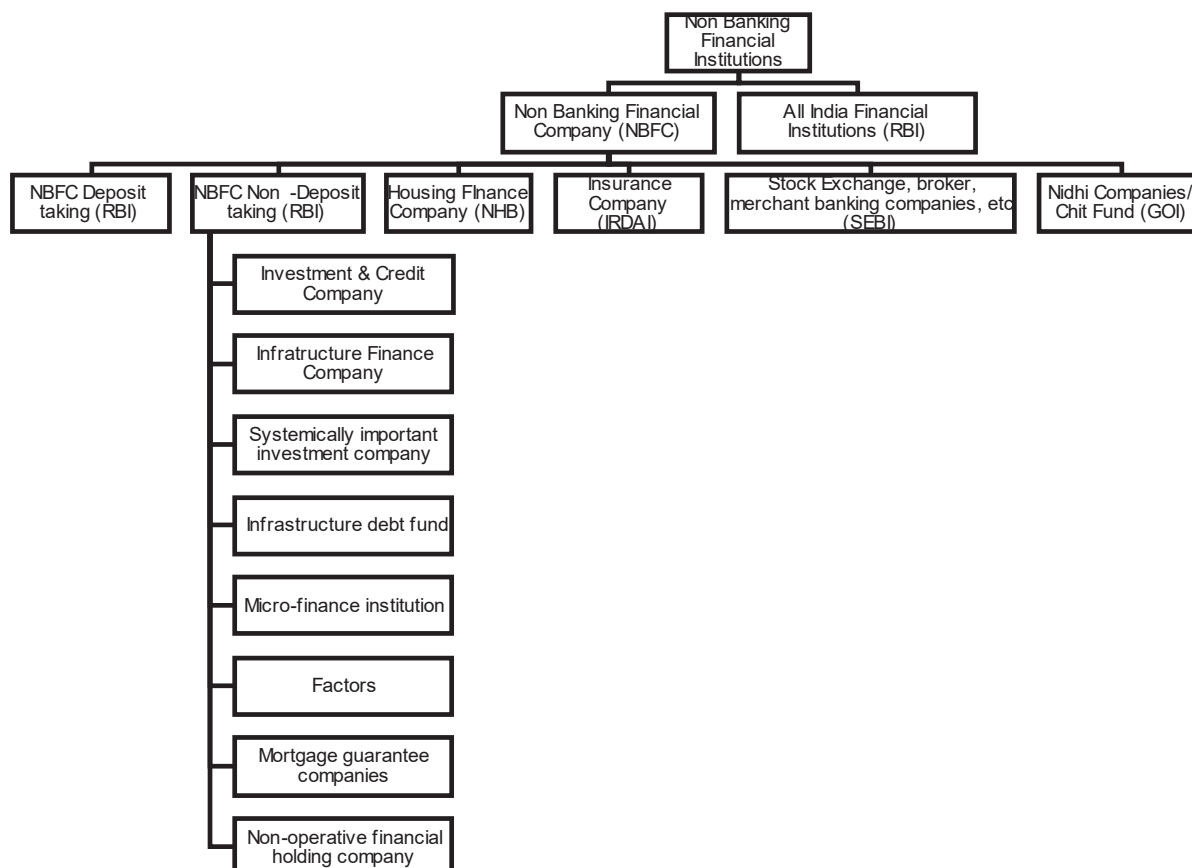 Non Banking
Financial
Institutions
Non Banking Financial
Company (NBFC)
All India Financial
Institutions (RBI)
NBFC Deposit
taking (RBI)
NBFC Non -Deposit
taking (RBI)
Housing FInance
Company (NHB)
Insurance
Company
(IRDAI)
Stock Exchange, broker,
merchant banking companies, etc
(SEBI)
Nidhi Companies/
Chit Fund (GOI)
Investment & Credit
Company
Infratructure Finance
Company
Systemically important
investment company
Infrastructure debt fund
Micro-finance institution
Factors
Mortgage guarantee
companies
Non-operative financial
holding company